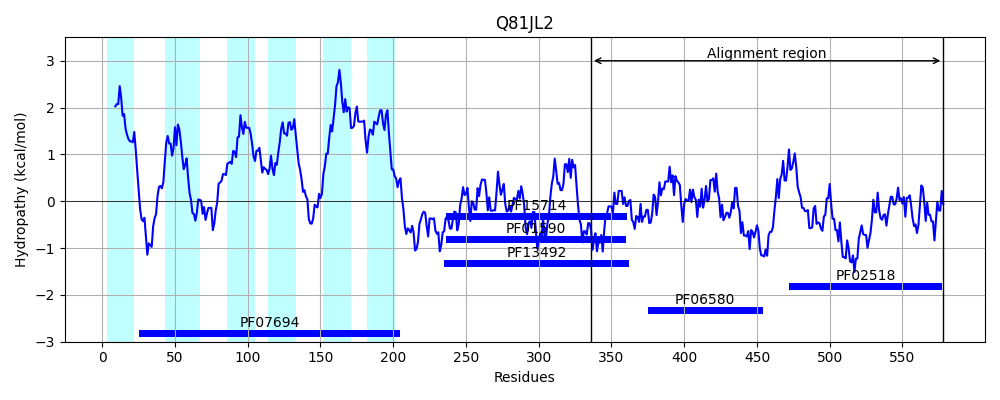 Q81JL2
Alignment region
Hydropathy (kcal/mol)
3
2
1
0
−1
−2
−3
PF15714
PF01590
PF13492
PF02518
PF06580
PF07694
0 50 100 150 200 250 300 350 400 450 500 550
Residues